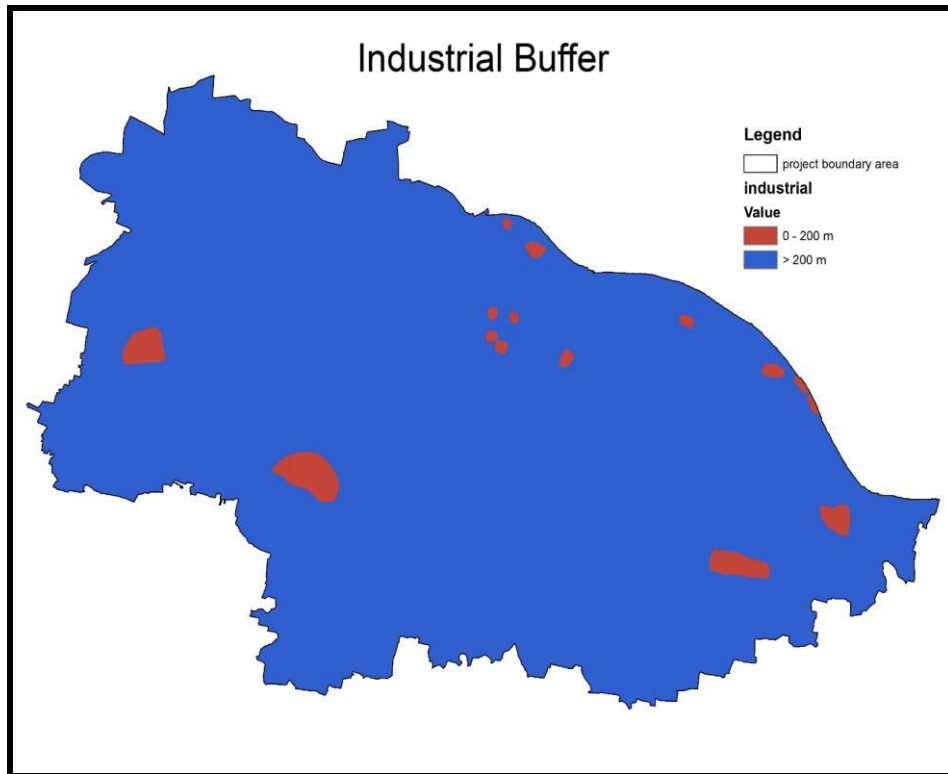 Industrial Buffer
Legend
project boundary area
industrial
Value
0 - 200 m
> 200 m